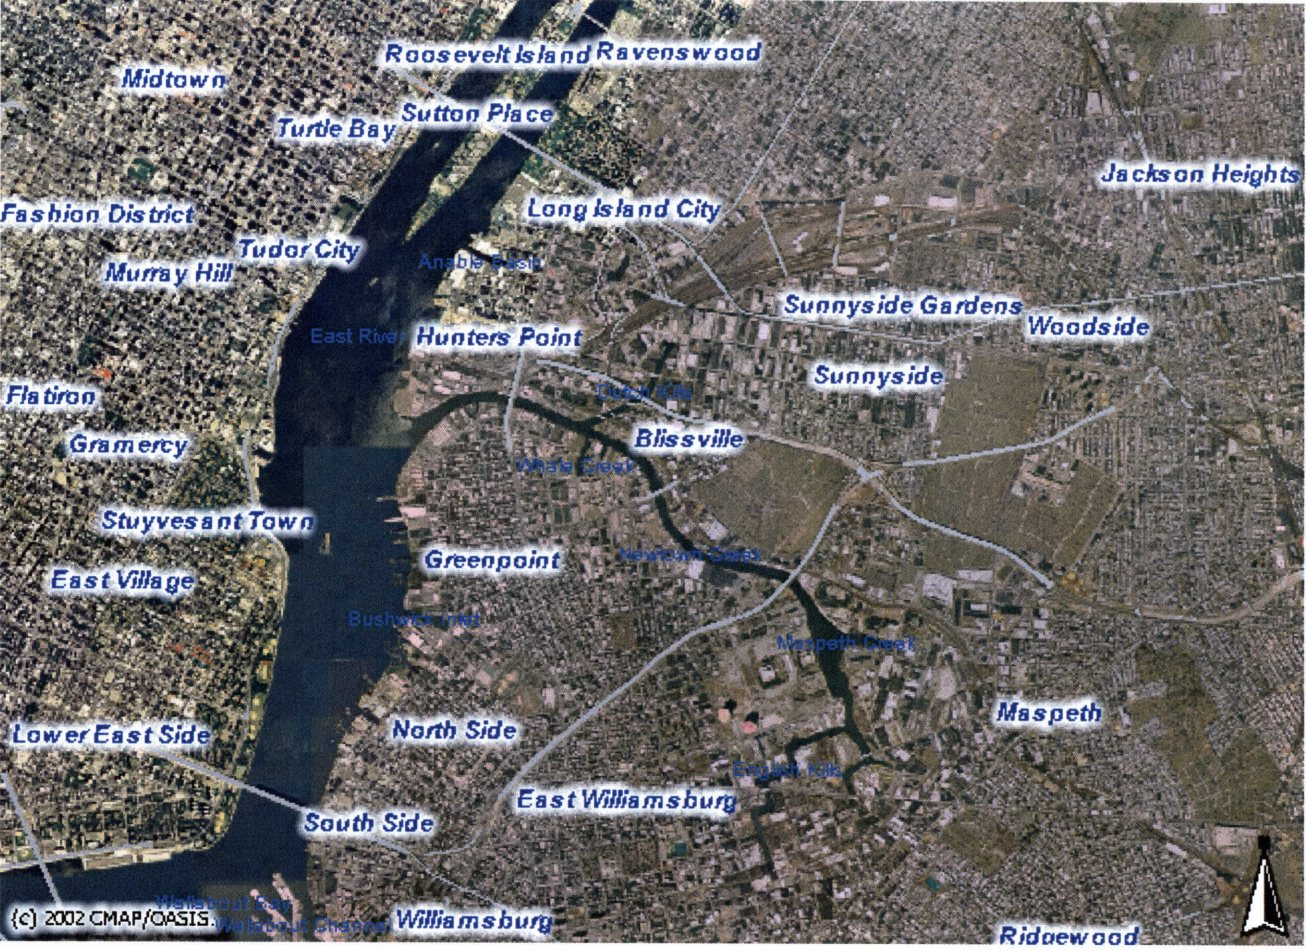 Roosevelt Island
Ravenswood
Midtown
Sutton Place
Turtle Bay
Jackson Heights
Fashion District
Long Island City
Tudor City
Murray Hill
Anable Basin
Sunnyside Gardens
Woodside
East River
Hunters Point
Sunnyside
Flatiron
Dutch Kills
Gramercy
Blissville
Whale Creek
Stuyvesant Town
Greenpoint
Newtown Creek
East Village
Bushwick Inlet
Maspeth Creek
Maspeth
Lower East Side
North Side
English Kills
East Williamsburg
South Side
Wallabout Bay
(c) 2002 CMAP/OASIS.
Wallabout Channel
Williamsburg
Ridgewood